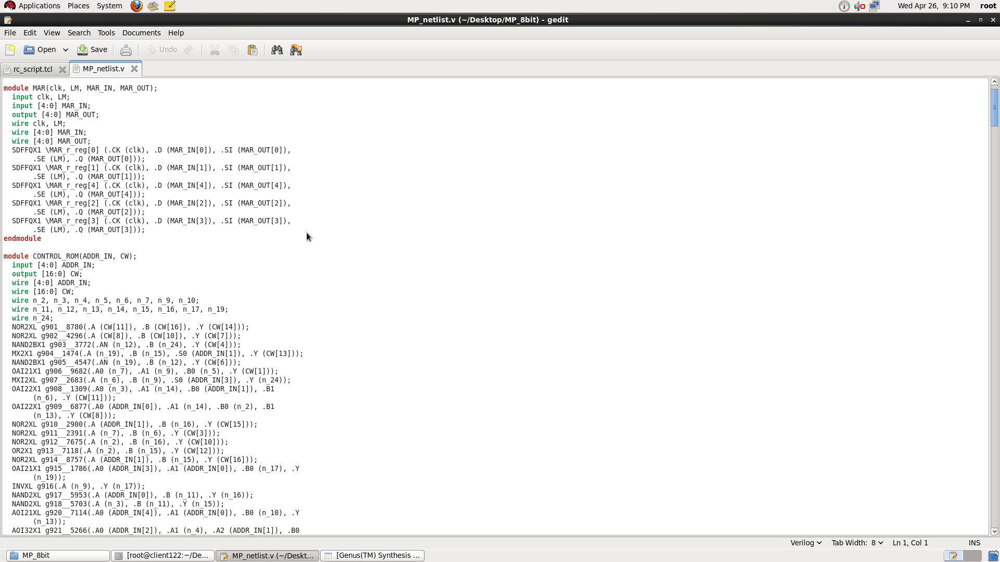 Applications Places System Wed Apr 26, 9:10 PM root
MP_netlist.v (~/Desktop/MP_8bit) - gedit
File Edit View Search Tools Documents Help
Open Save Undo
rc_script.tcl MP_netlist.v
module MAR(clk, LM, MAR_IN, MAR_OUT);
  input clk, LM;
  input [4:0] MAR_IN;
  output [4:0] MAR_OUT;
  wire clk, LM;
  wire [4:0] MAR_IN;
  wire [4:0] MAR_OUT;
  SDFFQX1 \MAR_r_reg[0] (.CK (clk), .D (MAR_IN[0]), .SI (MAR_OUT[0]),
       .SE (LM), .Q (MAR_OUT[0]));
  SDFFQX1 \MAR_r_reg[1] (.CK (clk), .D (MAR_IN[1]), .SI (MAR_OUT[1]),
       .SE (LM), .Q (MAR_OUT[1]));
  SDFFQX1 \MAR_r_reg[4] (.CK (clk), .D (MAR_IN[4]), .SI (MAR_OUT[4]),
       .SE (LM), .Q (MAR_OUT[4]));
  SDFFQX1 \MAR_r_reg[2] (.CK (clk), .D (MAR_IN[2]), .SI (MAR_OUT[2]),
       .SE (LM), .Q (MAR_OUT[2]));
  SDFFQX1 \MAR_r_reg[3] (.CK (clk), .D (MAR_IN[3]), .SI (MAR_OUT[3]),
       .SE (LM), .Q (MAR_OUT[3]));
endmodule
module CONTROL_ROM(ADDR_IN, CW);
  input [4:0] ADDR_IN;
  output [16:0] CW;
  wire [4:0] ADDR_IN;
  wire [16:0] CW;
  wire n_2, n_3, n_4, n_5, n_6, n_7, n_9, n_10;
  wire n_11, n_12, n_13, n_14, n_15, n_16, n_17, n_19;
  wire n_24;
  NOR2XL g901__8780(.A (CW[11]), .B (CW[16]), .Y (CW[14]));
  NOR2XL g902__4296(.A (CW[8]), .B (CW[10]), .Y (CW[7]));
  NAND2BX1 g903__3772(.AN (n_12), .B (n_24), .Y (CW[4]));
  MX2X1 g904__1474(.A (n_19), .B (n_15), .S0 (ADDR_IN[1]), .Y (CW[13]));
  NAND2BX1 g905__4547(.AN (n_19), .B (n_12), .Y (CW[6]));
  OAI21X1 g906__9682(.A0 (n_7), .A1 (n_9), .B0 (n_5), .Y (CW[1]));
  MXI2XL g907__2683(.A (n_6), .B (n_9), .S0 (ADDR_IN[3]), .Y (n_24));
  OAI22X1 g908__1309(.A0 (n_3), .A1 (n_14), .B0 (ADDR_IN[1]), .B1
       (n_6), .Y (CW[11]));
  OAI22X1 g909__6877(.A0 (ADDR_IN[0]), .A1 (n_14), .B0 (n_2), .B1
       (n_13), .Y (CW[8]));
  NOR2XL g910__2900(.A (ADDR_IN[1]), .B (n_16), .Y (CW[15]));
  NOR2XL g911__2391(.A (n_7), .B (n_6), .Y (CW[3]));
  NOR2XL g912__7675(.A (n_2), .B (n_16), .Y (CW[10]));
  OR2X1 g913__7118(.A (n_2), .B (n_15), .Y (CW[12]));
  NOR2XL g914__8757(.A (ADDR_IN[1]), .B (n_15), .Y (CW[16]));
  OAI21X1 g915__1786(.A0 (ADDR_IN[3]), .A1 (ADDR_IN[0]), .B0 (n_17), .Y
       (n_19));
  INVXL g916(.A (n_9), .Y (n_17));
  NAND2XL g917__5953(.A (ADDR_IN[0]), .B (n_11), .Y (n_16));
  NAND2XL g918__5703(.A (n_3), .B (n_11), .Y (n_15));
  AOI21XL g920__7114(.A0 (ADDR_IN[4]), .A1 (ADDR_IN[0]), .B0 (n_10), .Y
       (n_13));
  AOI32X1 g921__5266(.A0 (ADDR_IN[2]), .A1 (n_4), .A2 (ADDR_IN[1]), .B0
Verilog Tab Width: 8 Ln 1, Col 1 INS
MP_8bit [root@client122:~/De... MP_netlist.v (~/Deskt... [Genus(TM) Synthesis ...